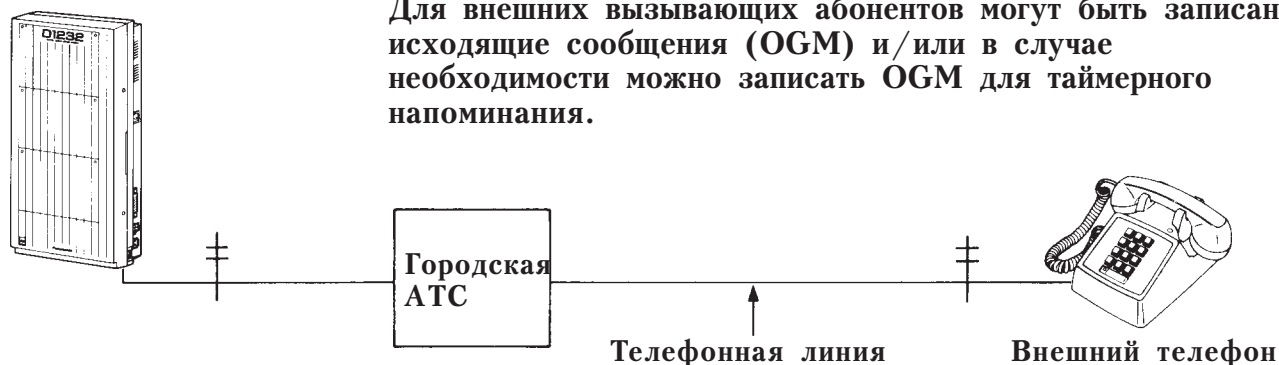 Для внешних вызывающих абонентов могут быть записан
исходящие сообщения (OGM) и/или в случае
необходимости можно записать OGM для таймерного
напоминания.
D1232
Городская
АТС
Телефонная линия
Внешний телефон